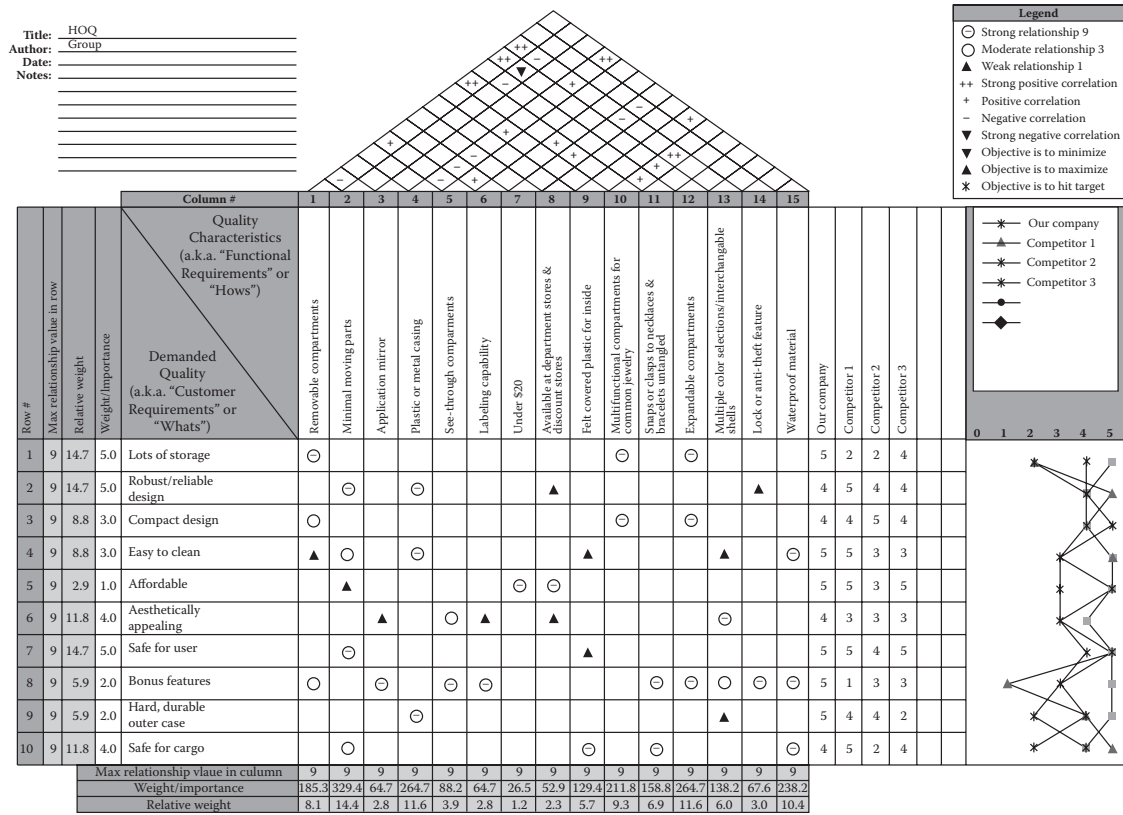 Title: HOQ
Author: Group
Date:
Notes:
Legend
Strong relationship 9
Moderate relationship 3
Weak relationship 1
++ Strong positive correlation
+ Positive correlation
− Negative correlation
Strong negative correlation
Objective is to minimize
Objective is to maximize
Objective is to hit target
Column # 1 2 3 4 5 6 7 8 9 10 11 12 13 14 15
Quality
Characteristics
(a.k.a. “Functional
Requirements” or
“Hows”)
Demanded
Quality
(a.k.a. “Customer
Requirements” or
“Whats”)
Row #
Max relationship value in row
Relative weight
Weight/Importance
Removable compartments
Minimal moving parts
Application mirror
Plastic or metal casing
See-through comparments
Labeling capability
Under $20
Available at department stores &
discount stores
Felt covered plastic for inside
Multifunctional compartments for
common jewelry
Snaps or clasps to necklaces &
bracelets untangled
Expandable compartments
Multiple color selections/interchangable
shells
Lock or anti-theft feature
Waterproof material
Our company
Competitor 1
Competitor 2
Competitor 3
Our company
Competitor 1
Competitor 2
Competitor 3
0 1 2 3 4 5
1 9 14.7 5.0 Lots of storage 5 2 2 4
2 9 14.7 5.0 Robust/reliable
design 4 5 4 4
3 9 8.8 3.0 Compact design 4 4 5 4
4 9 8.8 3.0 Easy to clean 5 5 3 3
5 9 2.9 1.0 Affordable 5 5 3 5
6 9 11.8 4.0 Aesthetically
appealing 4 3 3 3
7 9 14.7 5.0 Safe for user 5 5 4 5
8 9 5.9 2.0 Bonus features 5 1 3 3
9 9 5.9 2.0 Hard, durable
outer case 5 4 4 2
10 9 11.8 4.0 Safe for cargo 4 5 2 4
Max relationship vlaue in culumn 9 9 9 9 9 9 9 9 9 9 9 9 9 9 9
Weight/importance 185.3 329.4 64.7 264.7 88.2 64.7 26.5 52.9 129.4 211.8 158.8 264.7 138.2 67.6 238.2
Relative weight 8.1 14.4 2.8 11.6 3.9 2.8 1.2 2.3 5.7 9.3 6.9 11.6 6.0 3.0 10.4